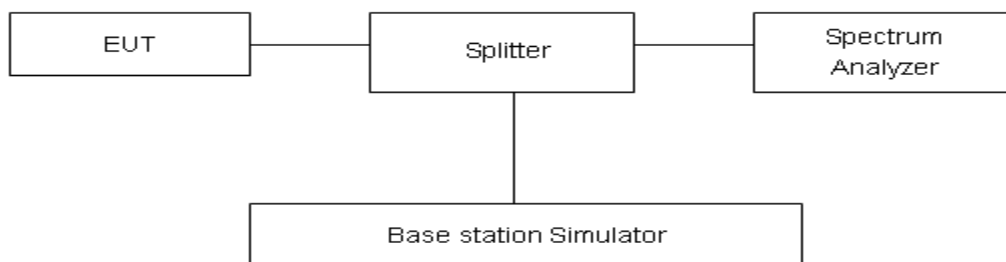 EUT
Splitter
Spectrum
Analyzer
Base station Simulator